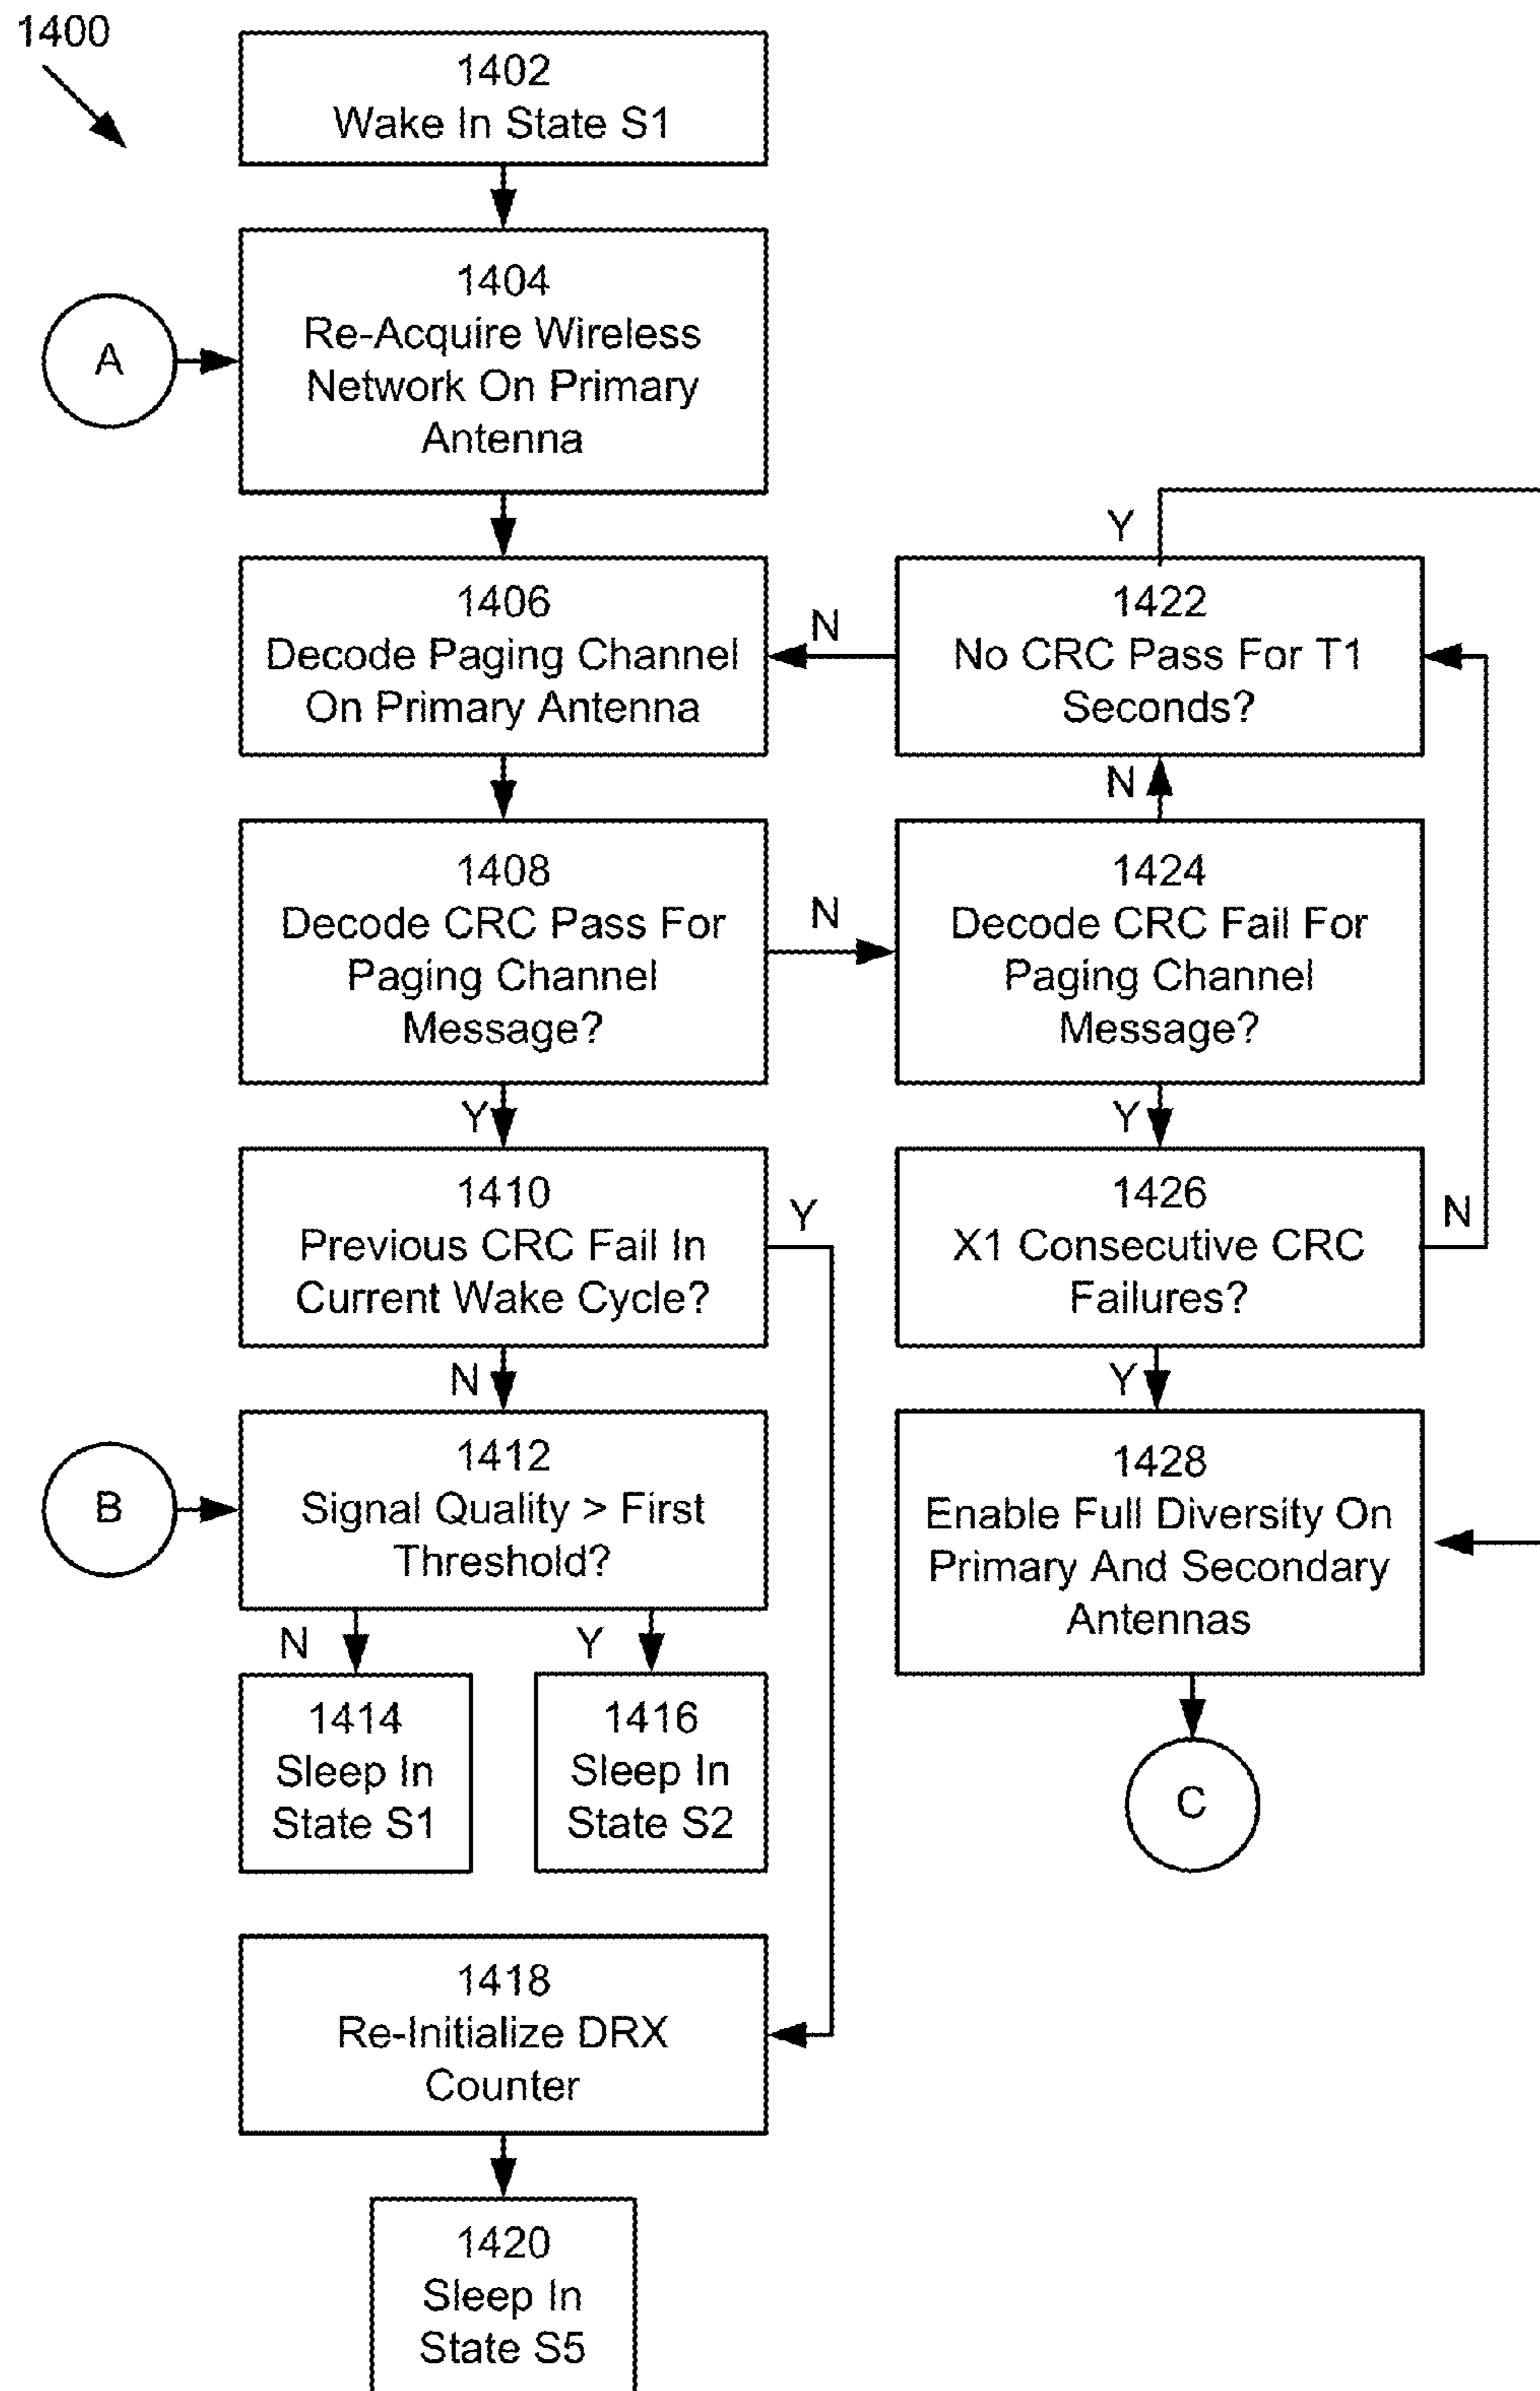 1400
1402
Wake In State S1
1404
Re-Acquire Wireless
Network On Primary
Antenna
A
1406
Decode Paging Channel
On Primary Antenna
N
Y
1422
No CRC Pass For T1
Seconds?
N
1408
Decode CRC Pass For
Paging Channel
Message?
N
1424
Decode CRC Fail For
Paging Channel
Message?
Y
Y
1410
Previous CRC Fail In
Current Wake Cycle?
Y
1426
X1 Consecutive CRC
Failures?
N
N
Y
B
1412
Signal Quality > First
Threshold?
1428
Enable Full Diversity On
Primary And Secondary
Antennas
N
Y
1414
Sleep In
State S1
1416
Sleep In
State S2
C
1418
Re-Initialize DRX
Counter
1420
Sleep In
State S5